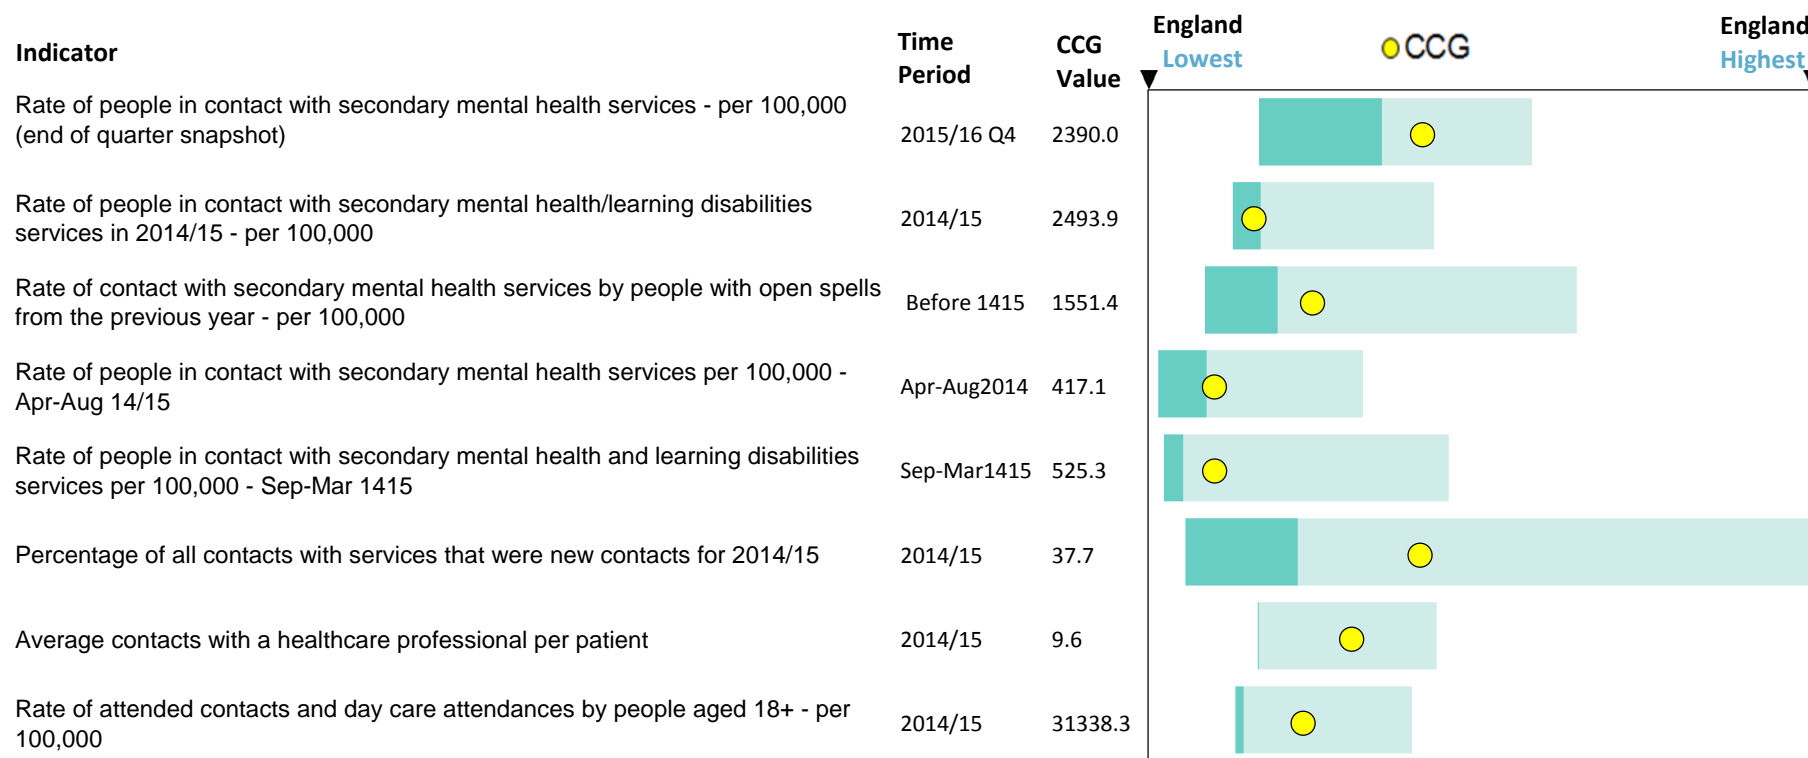 Indicator
Time Period
CCG Value
England Lowest
CCG
England Highest
Rate of people in contact with secondary mental health services - per 100,000
(end of quarter snapshot)
2015/16 Q4
2390.0
Rate of people in contact with secondary mental health/learning disabilities
services in 2014/15 - per 100,000
2014/15
2493.9
Rate of contact with secondary mental health services by people with open spells
from the previous year - per 100,000
Before 1415
1551.4
Rate of people in contact with secondary mental health services per 100,000 -
Apr-Aug 14/15
Apr-Aug2014
417.1
Rate of people in contact with secondary mental health and learning disabilities
services per 100,000 - Sep-Mar 1415
Sep-Mar1415
525.3
Percentage of all contacts with services that were new contacts for 2014/15
2014/15
37.7
Average contacts with a healthcare professional per patient
2014/15
9.6
Rate of attended contacts and day care attendances by people aged 18+ - per
100,000
2014/15
31338.3